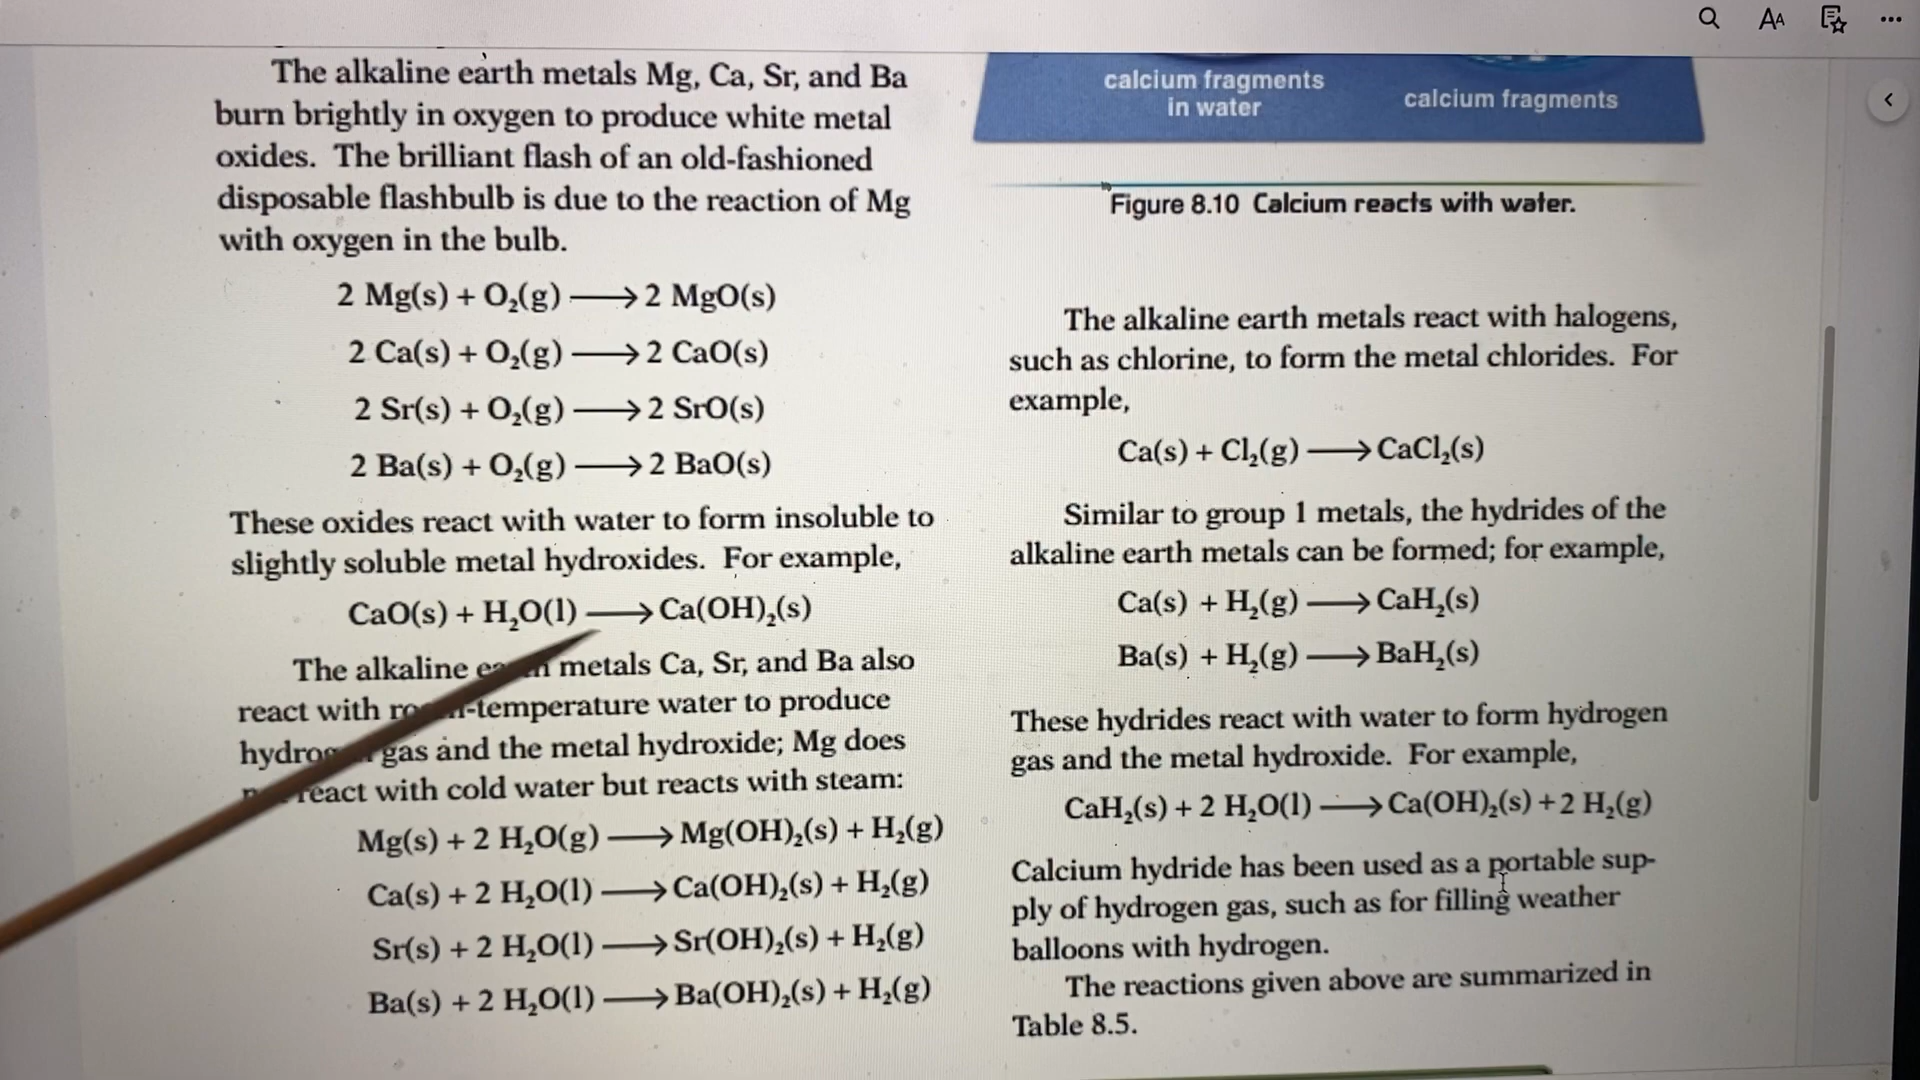 The alkaline earth metals Mg, Ca, Sr, and Ba
burn brightly in oxygen to produce white metal
oxides. The brilliant flash of an old-fashioned
disposable flashbulb is due to the reaction of Mg
with oxygen in the bulb.
2 Mg(s) + O₂(g) ⟶ 2 MgO(s)
2 Ca(s) + O₂(g) ⟶ 2 CaO(s)
2 Sr(s) + O₂(g) ⟶ 2 SrO(s)
2 Ba(s) + O₂(g) ⟶ 2 BaO(s)
These oxides react with water to form insoluble to
slightly soluble metal hydroxides. For example,
CaO(s) + H₂O(l) ⟶ Ca(OH)₂(s)
The alkaline metals Ca, Sr, and Ba also
react with -temperature water to produce
gas and the metal hydroxide; Mg does
react with cold water but reacts with steam:
Mg(s) + 2 H₂O(g) ⟶ Mg(OH)₂(s) + H₂(g)
Ca(s) + 2 H₂O(l) ⟶ Ca(OH)₂(s) + H₂(g)
Sr(s) + 2 H₂O(l) ⟶ Sr(OH)₂(s) + H₂(g)
Ba(s) + 2 H₂O(l) ⟶ Ba(OH)₂(s) + H₂(g)
calcium fragments
in water
calcium fragments
Figure 8.10 Calcium reacts with water.
The alkaline earth metals react with halogens,
such as chlorine, to form the metal chlorides. For
example,
Ca(s) + Cl₂(g) ⟶ CaCl₂(s)
Similar to group 1 metals, the hydrides of the
alkaline earth metals can be formed; for example,
Ca(s) + H₂(g) ⟶ CaH₂(s)
Ba(s) + H₂(g) ⟶ BaH₂(s)
These hydrides react with water to form hydrogen
gas and the metal hydroxide. For example,
CaH₂(s) + 2 H₂O(l) ⟶ Ca(OH)₂(s) + 2 H₂(g)
Calcium hydride has been used as a portable sup-
ply of hydrogen gas, such as for filling weather
balloons with hydrogen.
The reactions given above are summarized in
Table 8.5.